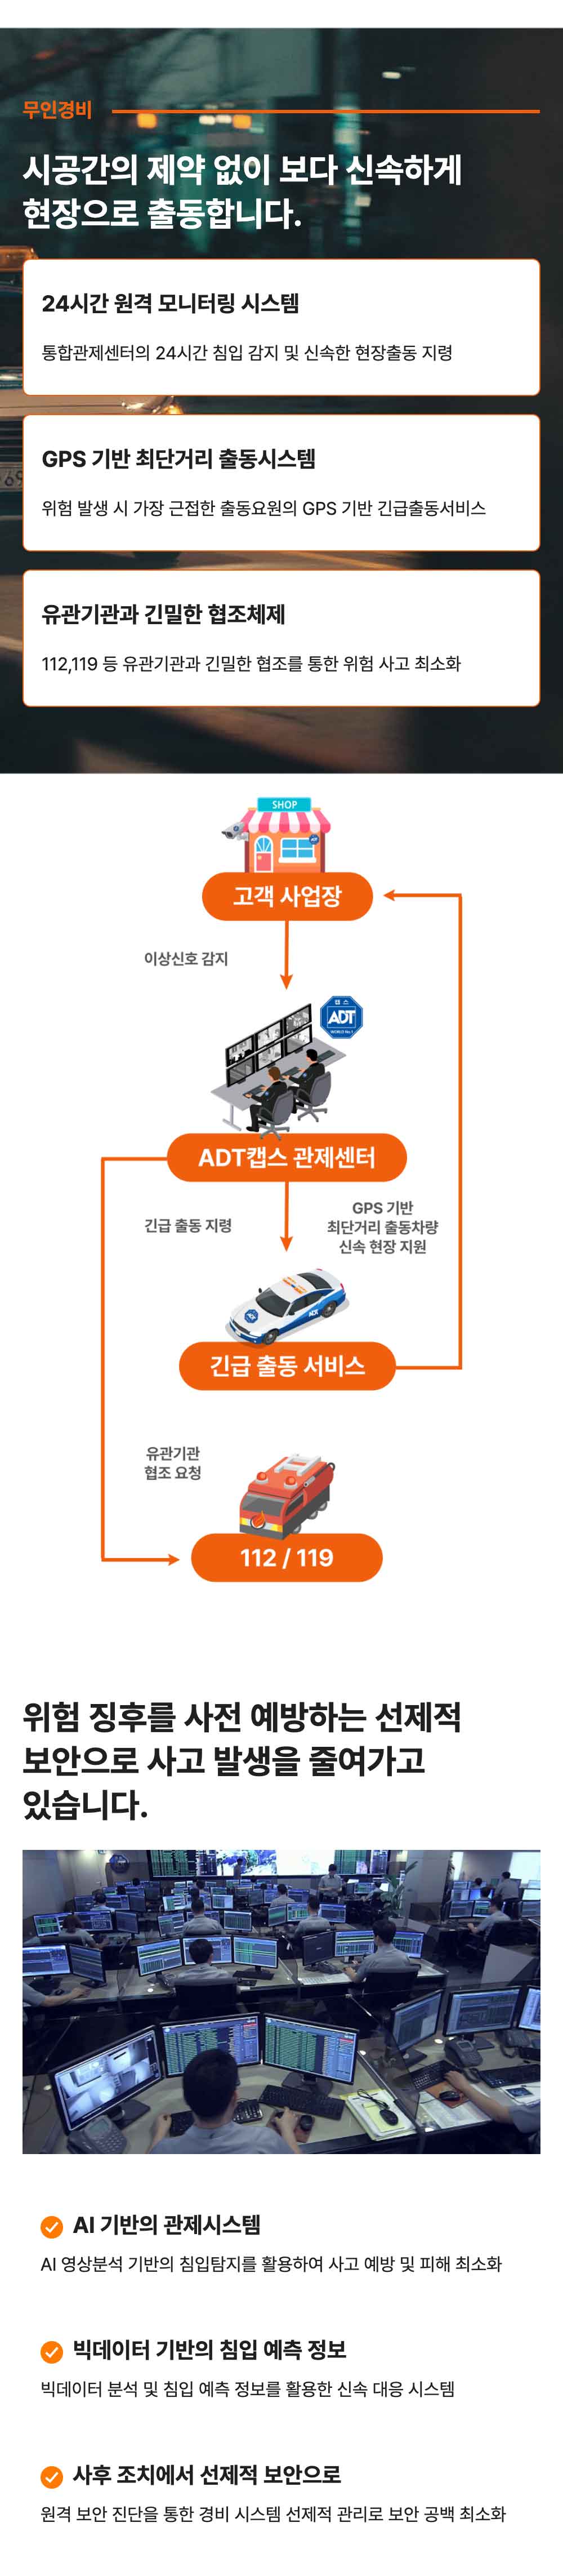 무인경비
시공간의 제약 없이 보다 신속하게
현장으로 출동합니다.
24시간 원격 모니터링 시스템
통합관제센터의 24시간 침입 감지 및 신속한 현장출동 지령
GPS 기반 최단거리 출동시스템
위험 발생 시 가장 근접한 출동요원의 GPS 기반 긴급출동서비스
유관기관과 긴밀한 협조체제
112,119 등 유관기관과 긴밀한 협조를 통한 위험 사고 최소화
SHOP
ADT
고객 사업장
이상신호 감지
캡스
ADT
WORLD No.1
ADT캡스 관제센터
긴급 출동 지령
GPS 기반
최단거리 출동차량
신속 현장 지원
ADT
긴급 출동 서비스
유관기관
협조 요청
112 / 119
위험 징후를 사전 예방하는 선제적
보안으로 사고 발생을 줄여가고
있습니다.
AI 기반의 관제시스템
AI 영상분석 기반의 침입탐지를 활용하여 사고 예방 및 피해 최소화
빅데이터 기반의 침입 예측 정보
빅데이터 분석 및 침입 예측 정보를 활용한 신속 대응 시스템
사후 조치에서 선제적 보안으로
원격 보안 진단을 통한 경비 시스템 선제적 관리로 보안 공백 최소화